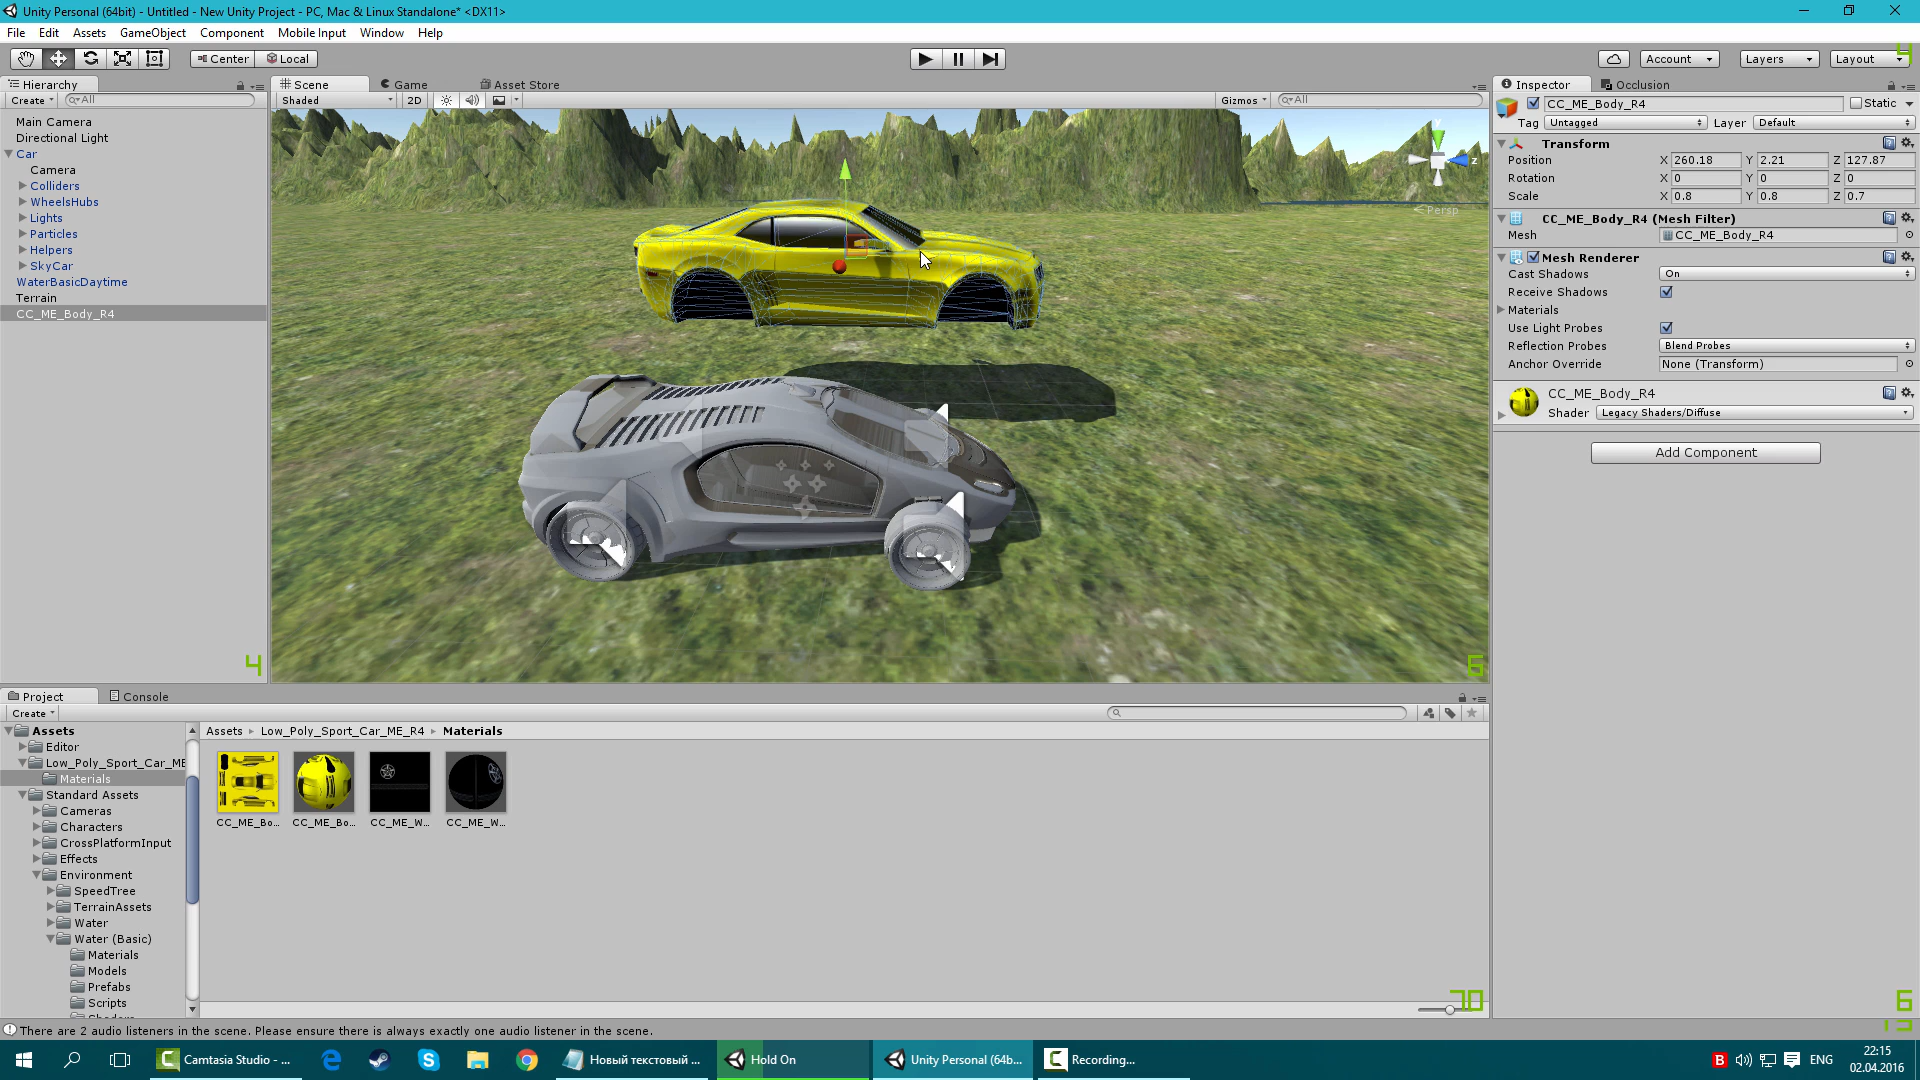 Unity Personal (64bit) - Untitled - New Unity Project - PC, Mac & Linux Standalone* <DX11>
File Edit Assets GameObject Component Mobile Input Window Help
Center Local Account Layers Layout
4
Hierarchy
Create All
Main Camera
Directional Light
Car
Camera
Colliders
WheelsHubs
Lights
Particles
Helpers
SkyCar
WaterBasicDaytime
Terrain
CC_ME_Body_R4
4
Scene Game Asset Store
Shaded 2D Gizmos All
y
z
Persp
6
Inspector Occlusion
CC_ME_Body_R4 Static
Tag Untagged Layer Default
Transform
Position X 260.18 Y 2.21 Z 127.87
Rotation X 0 Y 0 Z 0
Scale X 0.8 Y 0.8 Z 0.7
CC_ME_Body_R4 (Mesh Filter)
Mesh CC_ME_Body_R4
Mesh Renderer
Cast Shadows On
Receive Shadows
Materials
Use Light Probes
Reflection Probes Blend Probes
Anchor Override None (Transform)
CC_ME_Body_R4
Shader Legacy Shaders/Diffuse
Add Component
Project Console
Create
Assets
Editor
Low_Poly_Sport_Car_ME
Materials
Standard Assets
Cameras
Characters
CrossPlatformInput
Effects
Environment
SpeedTree
TerrainAssets
Water
Water (Basic)
Materials
Models
Prefabs
Scripts
Assets Low_Poly_Sport_Car_ME_R4 Materials
CC_ME_Bo... CC_ME_Bo... CC_ME_W... CC_ME_W...
70
6
There are 2 audio listeners in the scene. Please ensure there is always exactly one audio listener in the scene.
Camtasia Studio - ... Новый текстовый ... Hold On Unity Personal (64b... Recording... ENG
22:15
02.04.2016